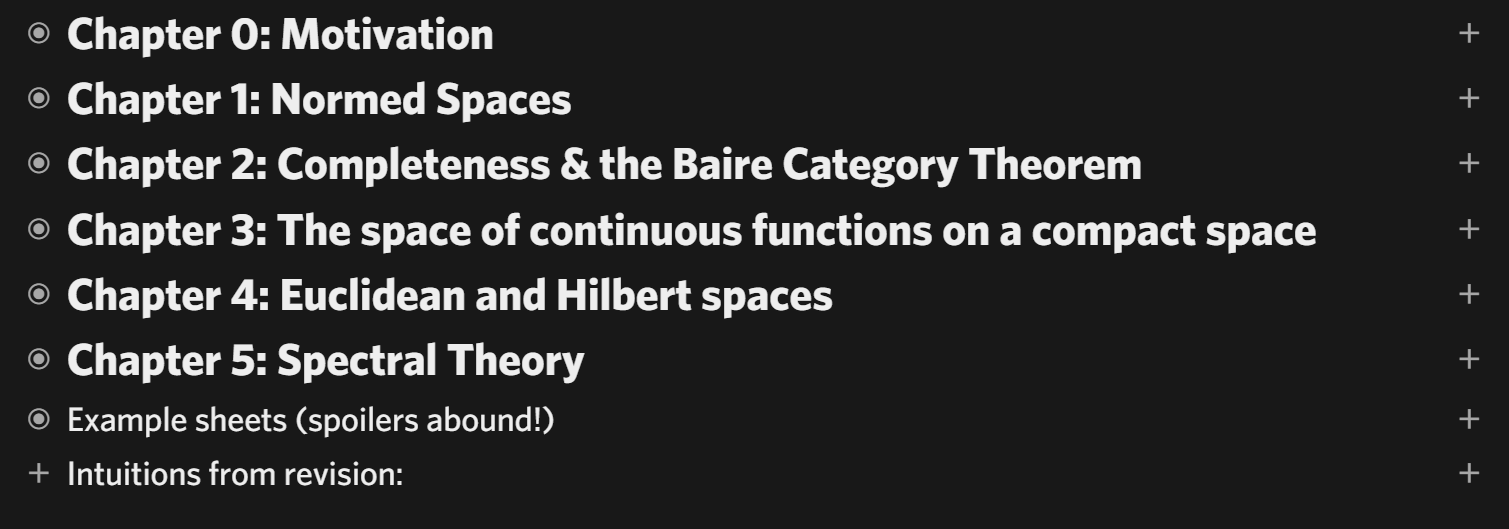 Chapter 0: Motivation
Chapter 1: Normed Spaces
Chapter 2: Completeness & the Baire Category Theorem
Chapter 3: The space of continuous functions on a compact space
Chapter 4: Euclidean and Hilbert spaces
Chapter 5: Spectral Theory
Example sheets (spoilers abound!)
Intuitions from revision: